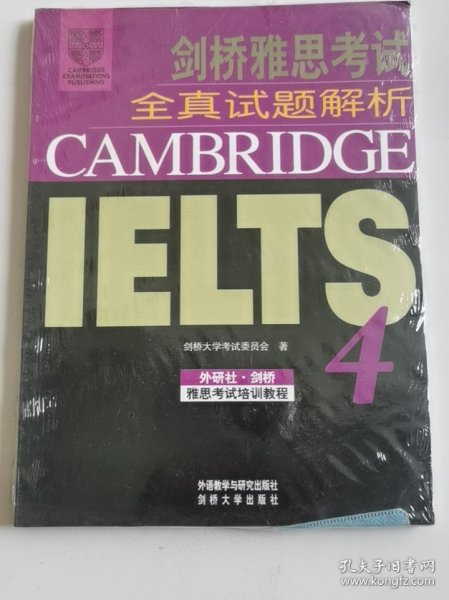 CAMBRIDGE
EXAMINATIONS
PUBLISHING
剑桥雅思考试
全真试题解析
CAMBRIDGE
IELTS
4
剑桥大学考试委员会 著
外研社·剑桥
雅思考试培训教程
外语教学与研究出版社
剑桥大学出版社
孔夫子旧书网
www.kongfz.com